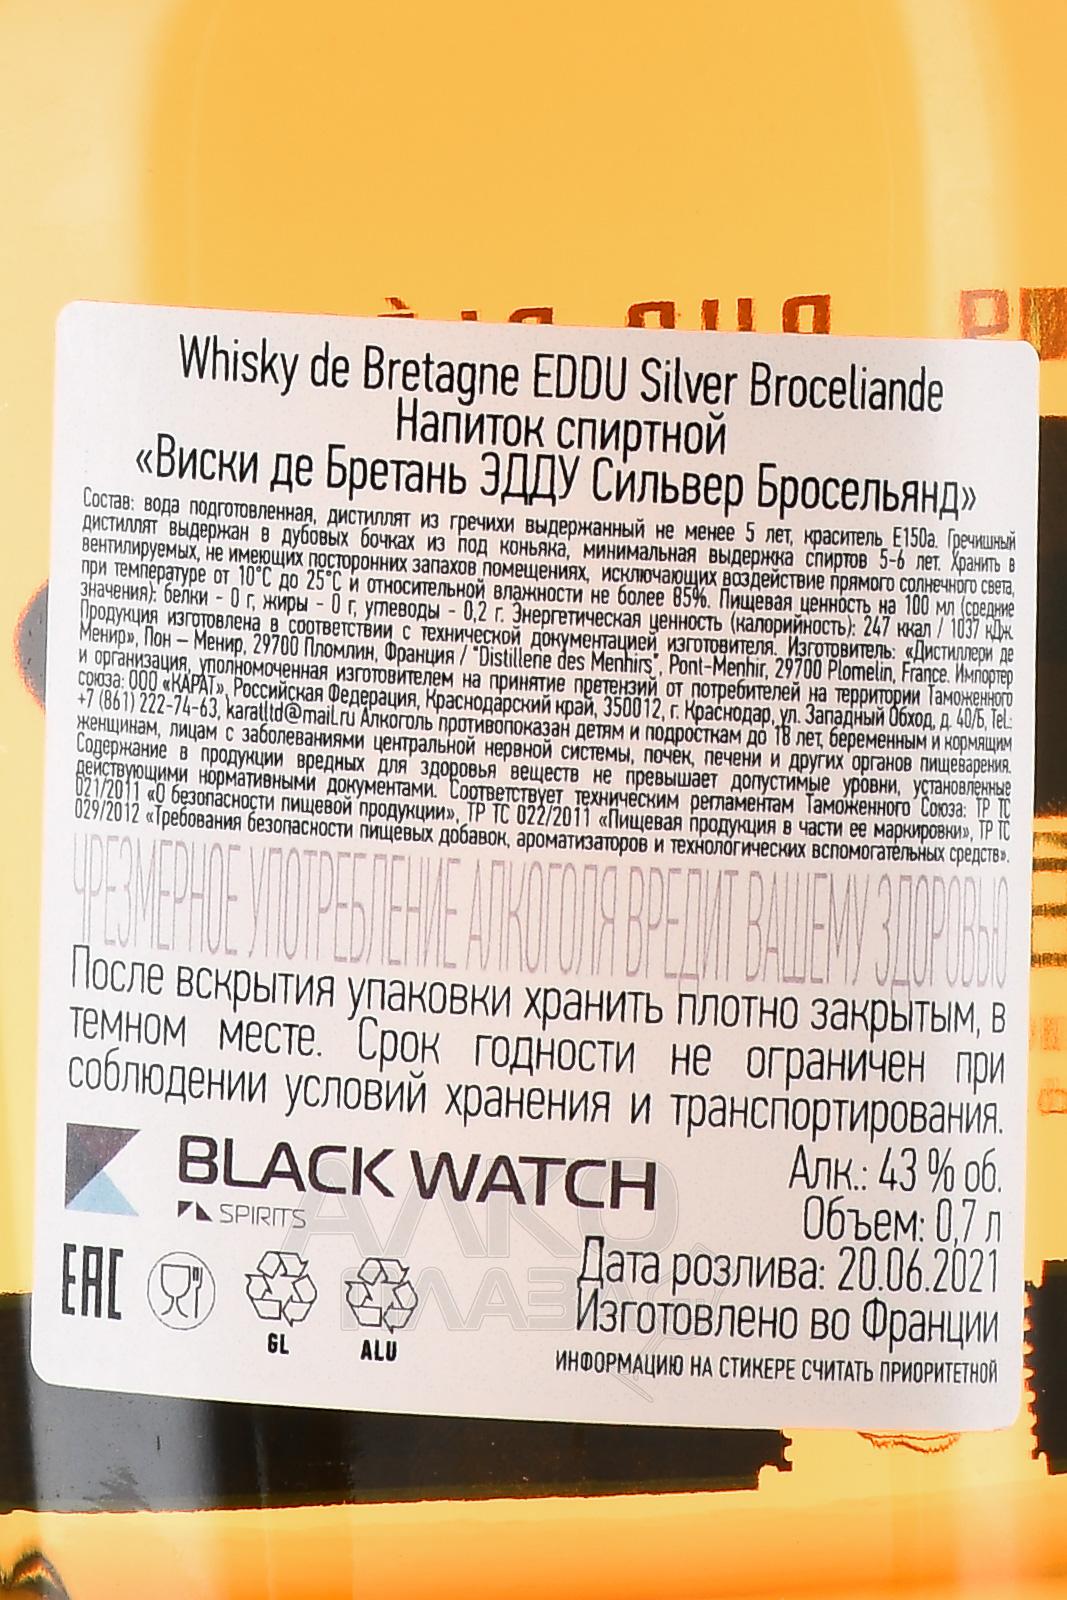 Whisky de Bretagne EDDU Silver Broceliande
Напиток спиртной
«Виски де Бретань ЭДДУ Сильвер Бросельянд»
Состав: вода подготовленная, дистиллят из гречихи выдержанный не менее 5 лет, краситель Е150а. Гречишный
дистиллят выдержан в дубовых бочках из под коньяка, минимальная выдержка спиртов 5-6 лет. Хранить в
вентилируемых, не имеющих посторонних запахов помещениях, исключающих воздействие прямого солнечного света,
при температуре от 10°С до 25°С и относительной влажности не более 85%. Пищевая ценность на 100 мл (средние
значения): белки - 0 г, жиры - 0 г, углеводы - 0,2 г. Энергетическая ценность (калорийность): 247 ккал / 1037 кДж.
Продукция изготовлена в соответствии с технической документацией изготовителя. Изготовитель: «Дистиллери де
Менир», Пон – Менир, 29700 Пломлин, Франция / "Distillerie des Menhirs", Pont-Menhir, 29700 Plomelin, France. Импортер
и организация, уполномоченная изготовителем на принятие претензий от потребителей на территории Таможенного
союза: ООО «КАРАТ», Российская Федерация, Краснодарский край, 350012, г. Краснодар, ул. Западный Обход, д. 40/Б, Tel.:
+7 (861) 222-74-63, karatltd@mail.ru Алкоголь противопоказан детям и подросткам до 18 лет, беременным и кормящим
женщинам, лицам с заболеваниями центральной нервной системы, почек, печени и других органов пищеварения.
Содержание в продукции вредных для здоровья веществ не превышает допустимые уровни, установленные
действующими нормативными документами. Соответствует техническим регламентам Таможенного Союза: ТР ТС
021/2011 «О безопасности пищевой продукции», ТР ТС 022/2011 «Пищевая продукция в части ее маркировки», ТР ТС
029/2012 «Требования безопасности пищевых добавок, ароматизаторов и технологических вспомогательных средств».
ЧРЕЗМЕРНОЕ УПОТРЕБЛЕНИЕ АЛКОГОЛЯ ВРЕДИТ ВАШЕМУ ЗДОРОВЬЮ
После вскрытия упаковки хранить плотно закрытым, в
темном месте. Срок годности не ограничен при
соблюдении условий хранения и транспортирования.
BLACK WATCH
SPIRITS
Алк.: 43 % об.
Объем: 0,7 л
Дата розлива: 20.06.2021
Изготовлено во Франции
ИНФОРМАЦИЮ НА СТИКЕРЕ СЧИТАТЬ ПРИОРИТЕТНОЙ
EAC
GL
ALU
АЛКО
ПЛАЗА